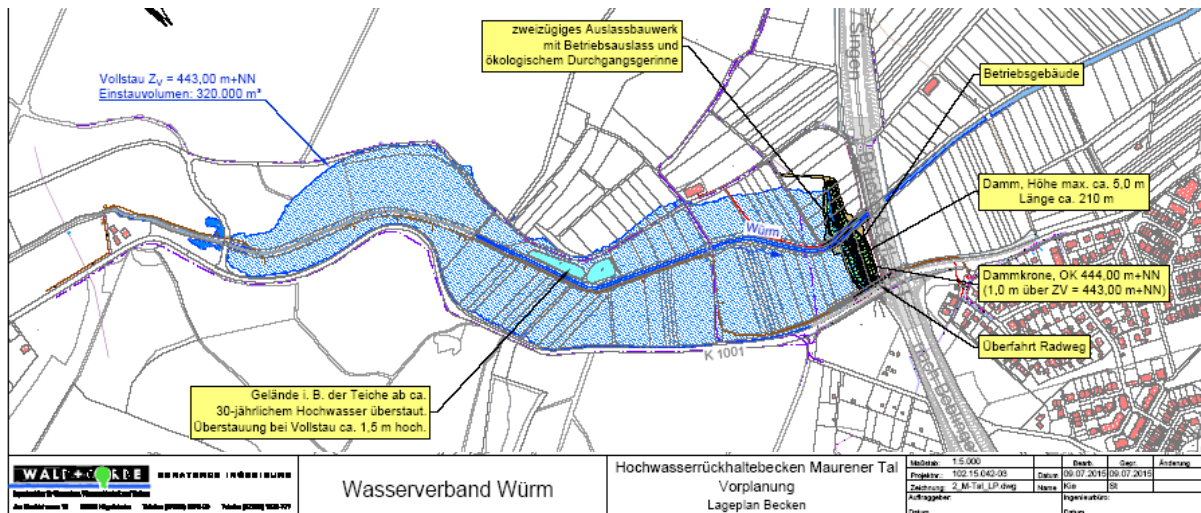 zweizügiges Auslassbauwerk
mit Betriebsauslass und
ökologischem Durchgangsgerinne
Singen
Vollstau ZV = 443,00 m+NN
Einstauvolumen: 320.000 m³
Betriebsgebäude
Damm, Höhe max. ca. 5,0 m
Länge ca. 210 m
Würm
Dammkrone, OK 444,00 m+NN
(1,0 m über ZV = 443,00 m+NN)
Überfahrt Radweg
K 1001
Gelände i. B. der Teiche ab ca.
30-jährlichem Hochwasser überstaut.
Überstauung bei Vollstau ca. 1,5 m hoch.
WALD + CORBE BERATENDE INGENIEURE
Wasserverband Würm
Hochwasserrückhaltebecken Maurener Tal
Vorplanung
Lageplan Becken
Maßstab: 1:5.000 Bearb. Gepr. Änderung
Projektnr.: 102.15.042-03 Datum 09.07.2015 09.07.2015
Zeichnung: 2_M-Tal_LP.dwg Name Kie St
Auftraggeber: Ingenieurbüro:
Datum Datum